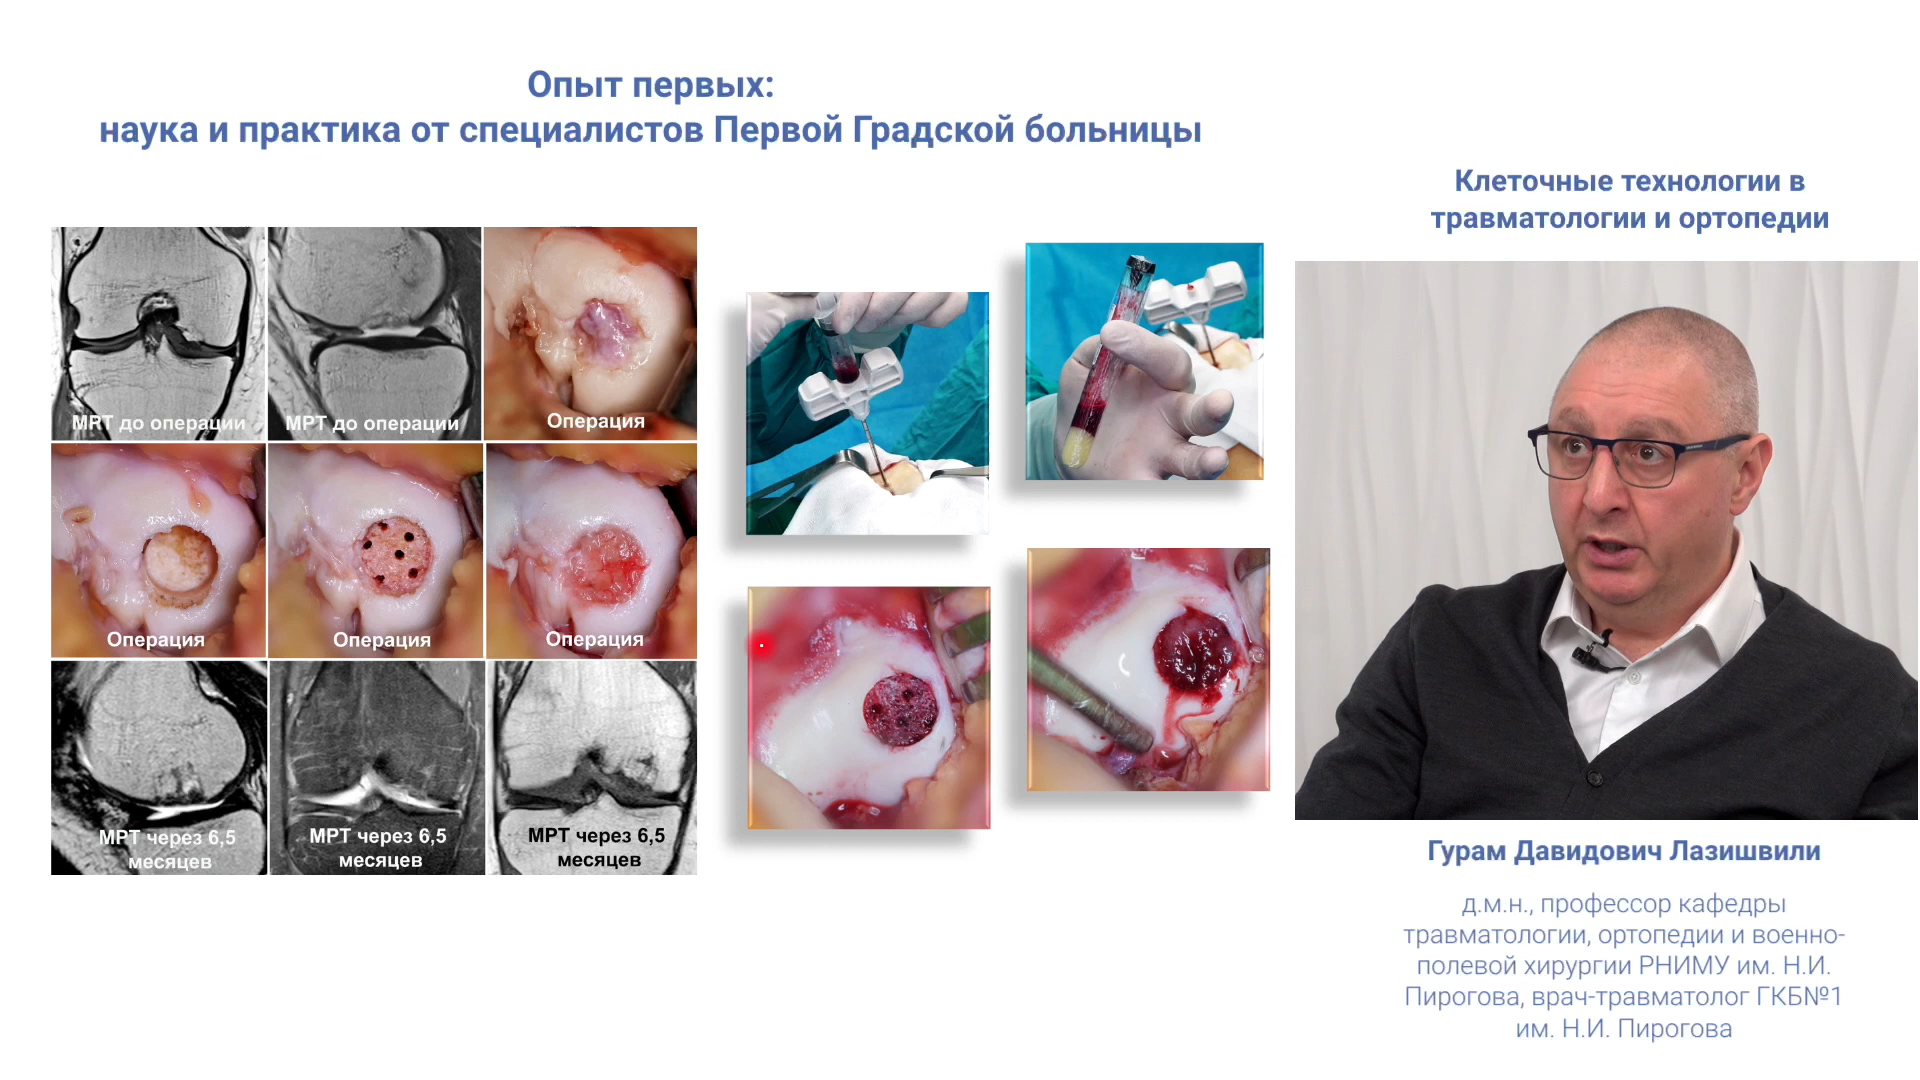 Опыт первых:
наука и практика от специалистов Первой Градской больницы
Клеточные технологии в
травматологии и ортопедии
МРТ до операции
МРТ до операции
Операция
Операция
Операция
Операция
МРТ через 6,5
месяцев
МРТ через 6,5
месяцев
МРТ через 6,5
месяцев
Гурам Давидович Лазишвили
д.м.н., профессор кафедры
травматологии, ортопедии и военно-
полевой хирургии РНИМУ им. Н.И.
Пирогова, врач-травматолог ГКБ№1
им. Н.И. Пирогова